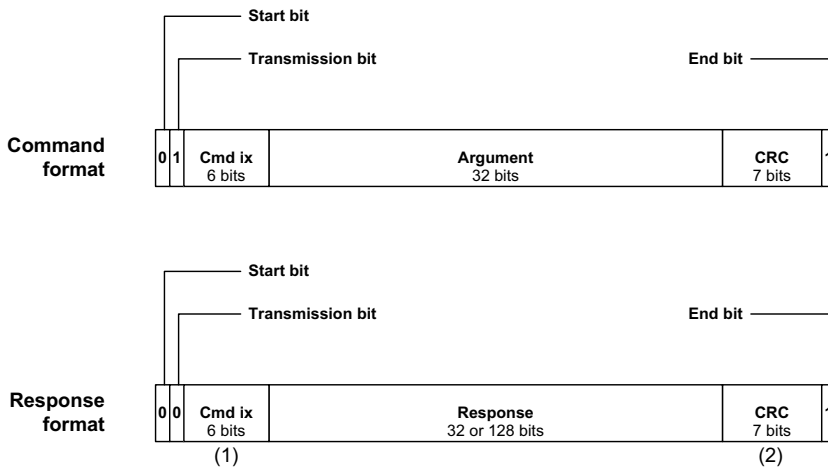 Start bit
Transmission bit End bit
Command format
0 1 Cmd ix 6 bits Argument 32 bits CRC 7 bits 1
Start bit
Transmission bit End bit
Response format
0 0 Cmd ix 6 bits Response 32 or 128 bits CRC 7 bits 1
(1) (2)